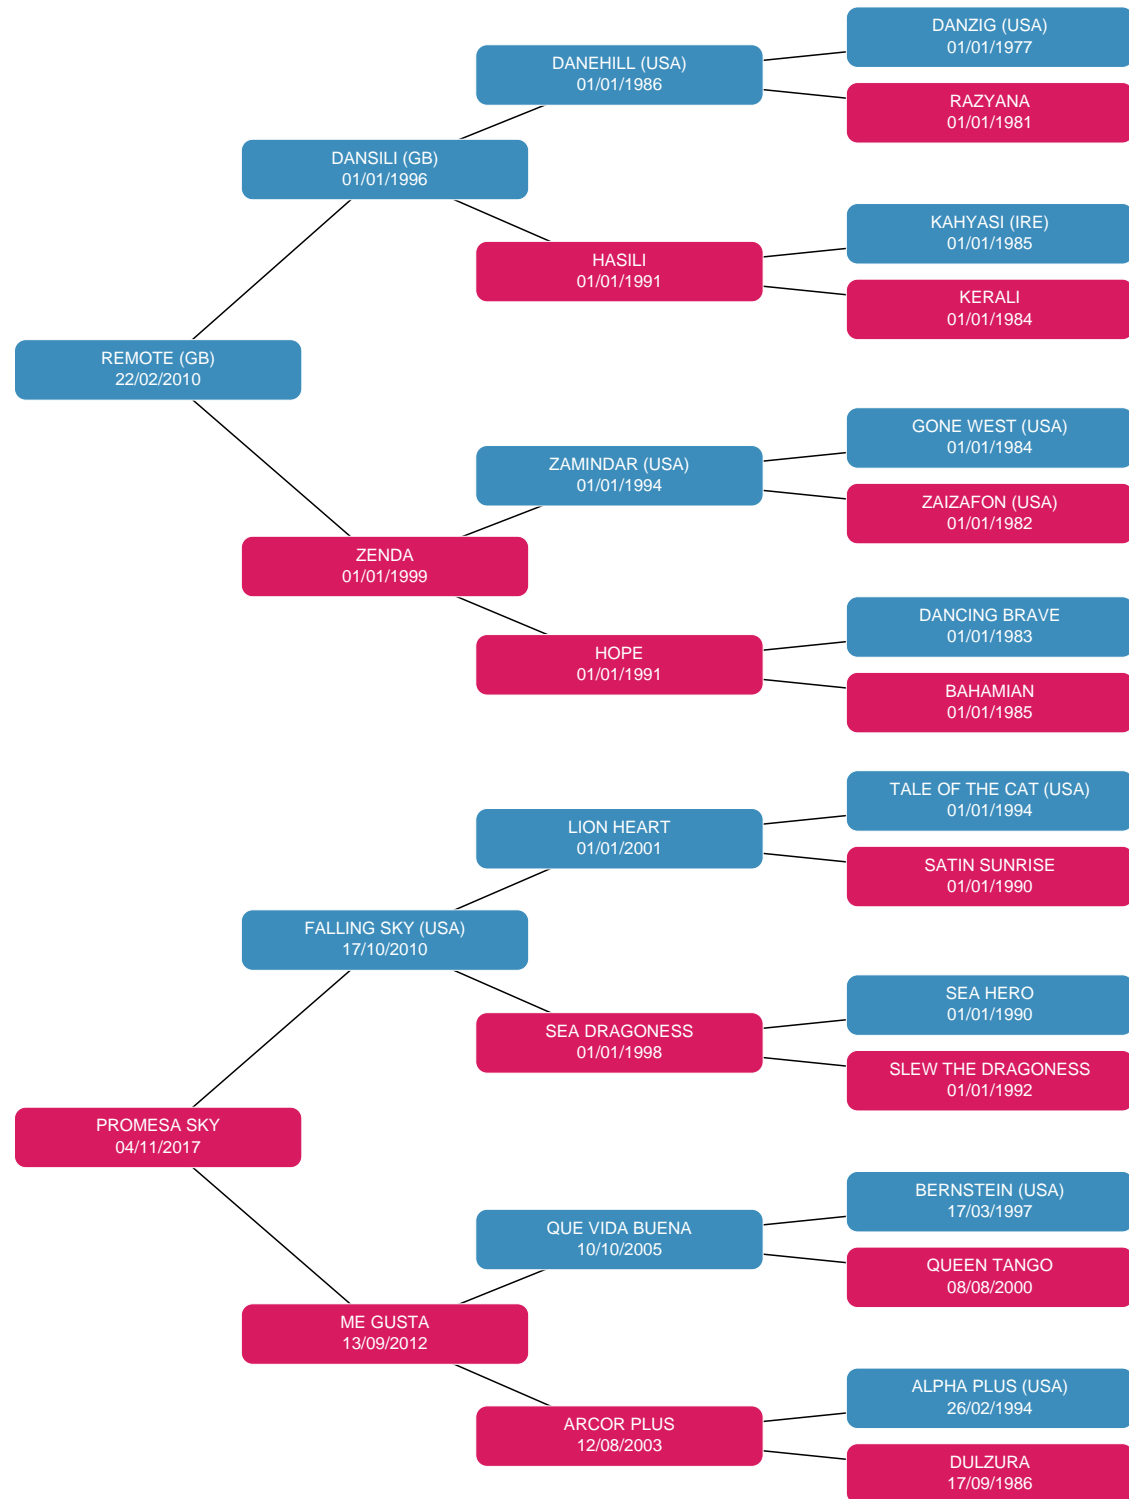 DANZIG (USA)
01/01/1977
DANEHILL (USA)
01/01/1986
RAZYANA
01/01/1981
DANSILI (GB)
01/01/1996
KAHYASI (IRE)
01/01/1985
HASILI
01/01/1991
KERALI
01/01/1984
REMOTE (GB)
22/02/2010
GONE WEST (USA)
01/01/1984
ZAMINDAR (USA)
01/01/1994
ZAIZAFON (USA)
01/01/1982
ZENDA
01/01/1999
DANCING BRAVE
01/01/1983
HOPE
01/01/1991
BAHAMIAN
01/01/1985
TALE OF THE CAT (USA)
01/01/1994
LION HEART
01/01/2001
SATIN SUNRISE
01/01/1990
FALLING SKY (USA)
17/10/2010
SEA HERO
01/01/1990
SEA DRAGONESS
01/01/1998
SLEW THE DRAGONESS
01/01/1992
PROMESA SKY
04/11/2017
BERNSTEIN (USA)
17/03/1997
QUE VIDA BUENA
10/10/2005
QUEEN TANGO
08/08/2000
ME GUSTA
13/09/2012
ALPHA PLUS (USA)
26/02/1994
ARCOR PLUS
12/08/2003
DULZURA
17/09/1986